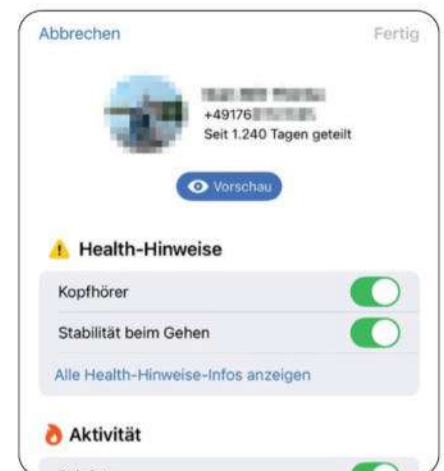 Abbrechen
Fertig
+49176
Seit 1.240 Tagen geteilt
Vorschau
Health-Hinweise
Kopfhörer
Stabilität beim Gehen
Alle Health-Hinweise-Infos anzeigen
Aktivität